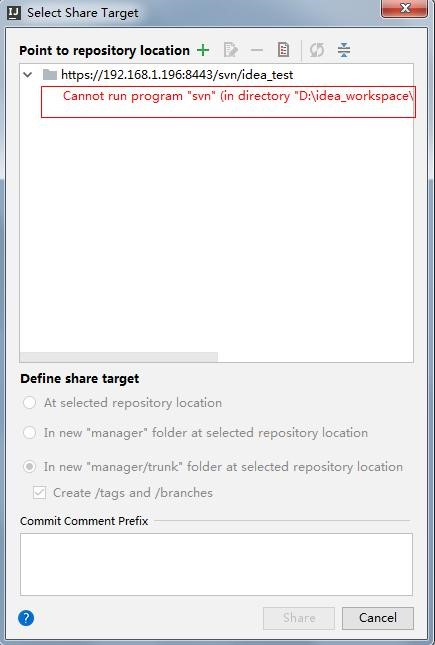 Select Share Target
Point to repository location
https://192.168.1.196:8443/svn/idea_test
Cannot run program "svn" (in directory "D:\idea_workspace\
Define share target
At selected repository location
In new "manager" folder at selected repository location
In new "manager/trunk" folder at selected repository location
Create /tags and /branches
Commit Comment Prefix
Share
Cancel